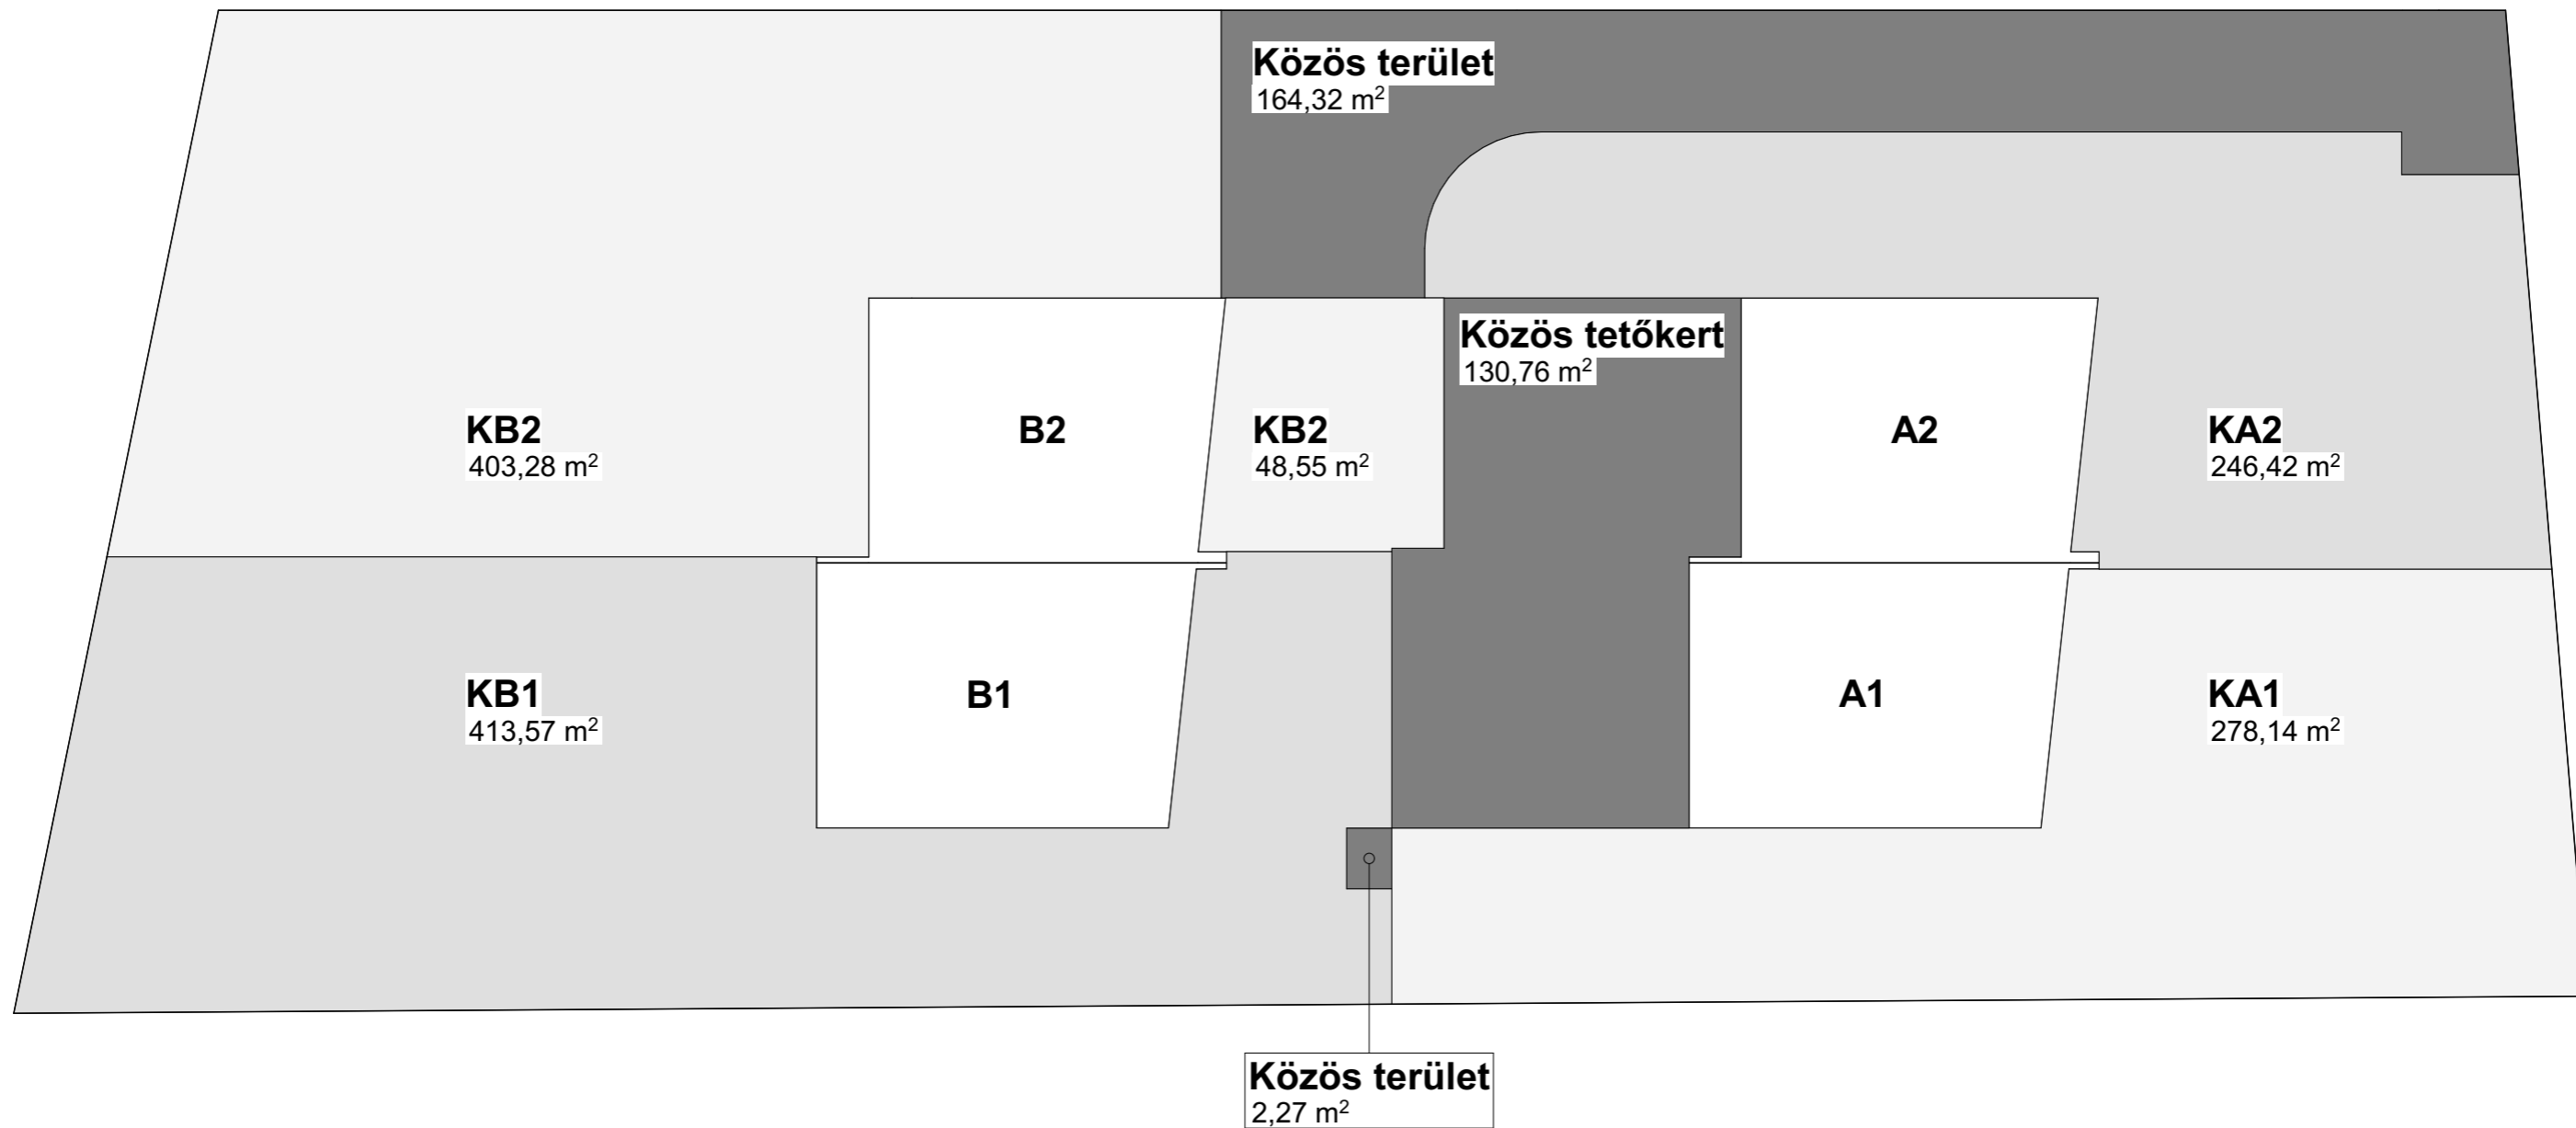 Közös terület
164,32 m²
Közös tetőkert
130,76 m²
KB2
403,28 m²
B2
KB2
48,55 m²
A2
KA2
246,42 m²
KB1
413,57 m²
B1
A1
KA1
278,14 m²
Közös terület
2,27 m²